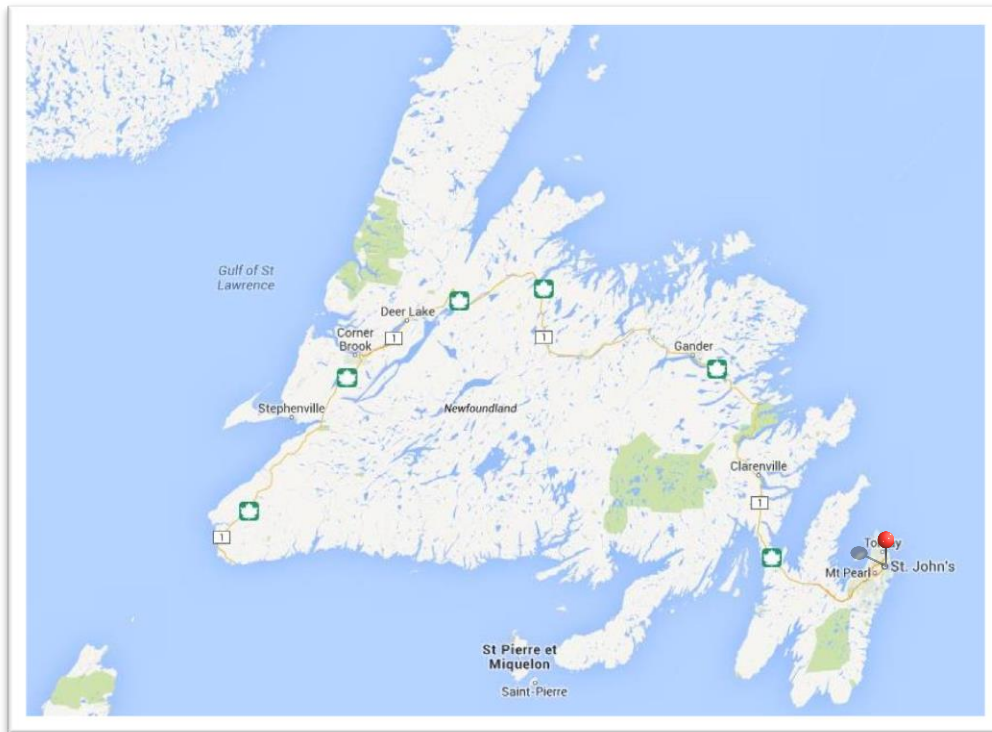 Gulf of St
Lawrence
Deer Lake
Corner
Brook
1
1
Gander
Stephenville
Newfoundland
Clarenville
1
1
Mt Pearl
St. John's
St Pierre et
Miquelon
Saint-Pierre